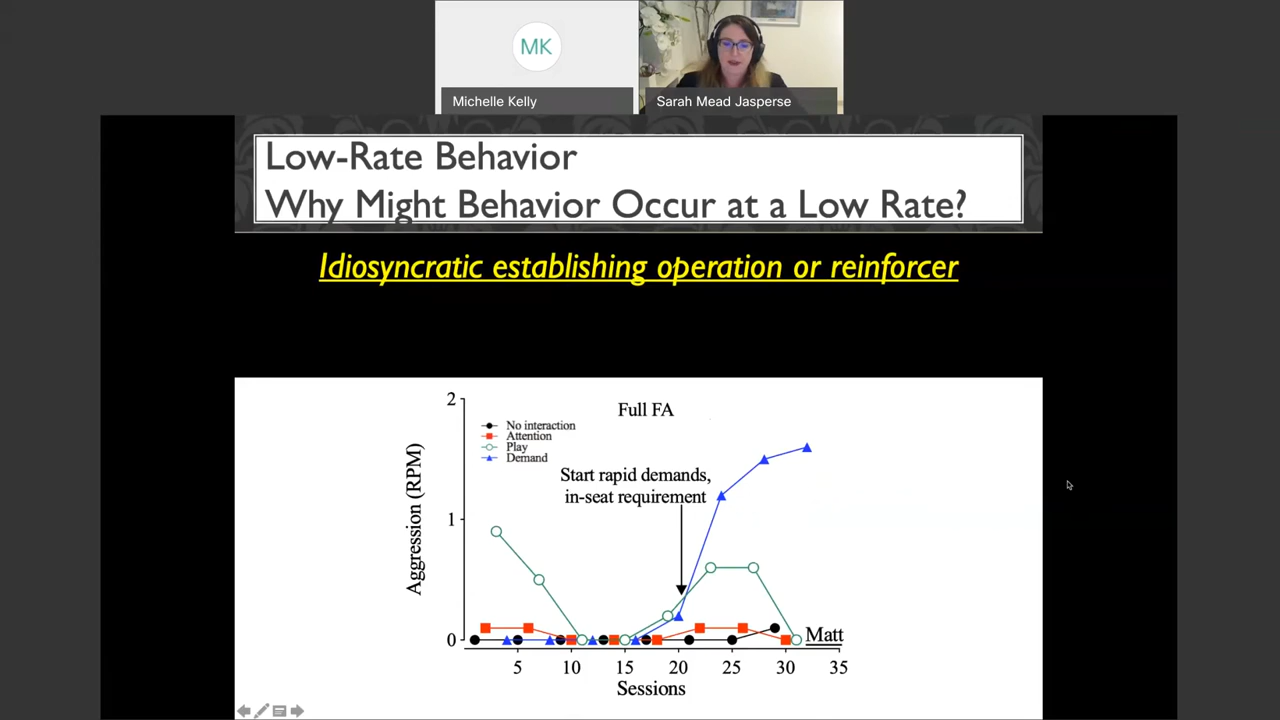 MK
Michelle Kelly
Sarah Mead Jasperse
Low-Rate Behavior
Why Might Behavior Occur at a Low Rate?
Idiosyncratic establishing operation or reinforcer
Full FA
No interaction
Attention
Play
Demand
Start rapid demands,
in-seat requirement
Aggression (RPM)
2
1
0
Matt
5 10 15 20 25 30 35
Sessions